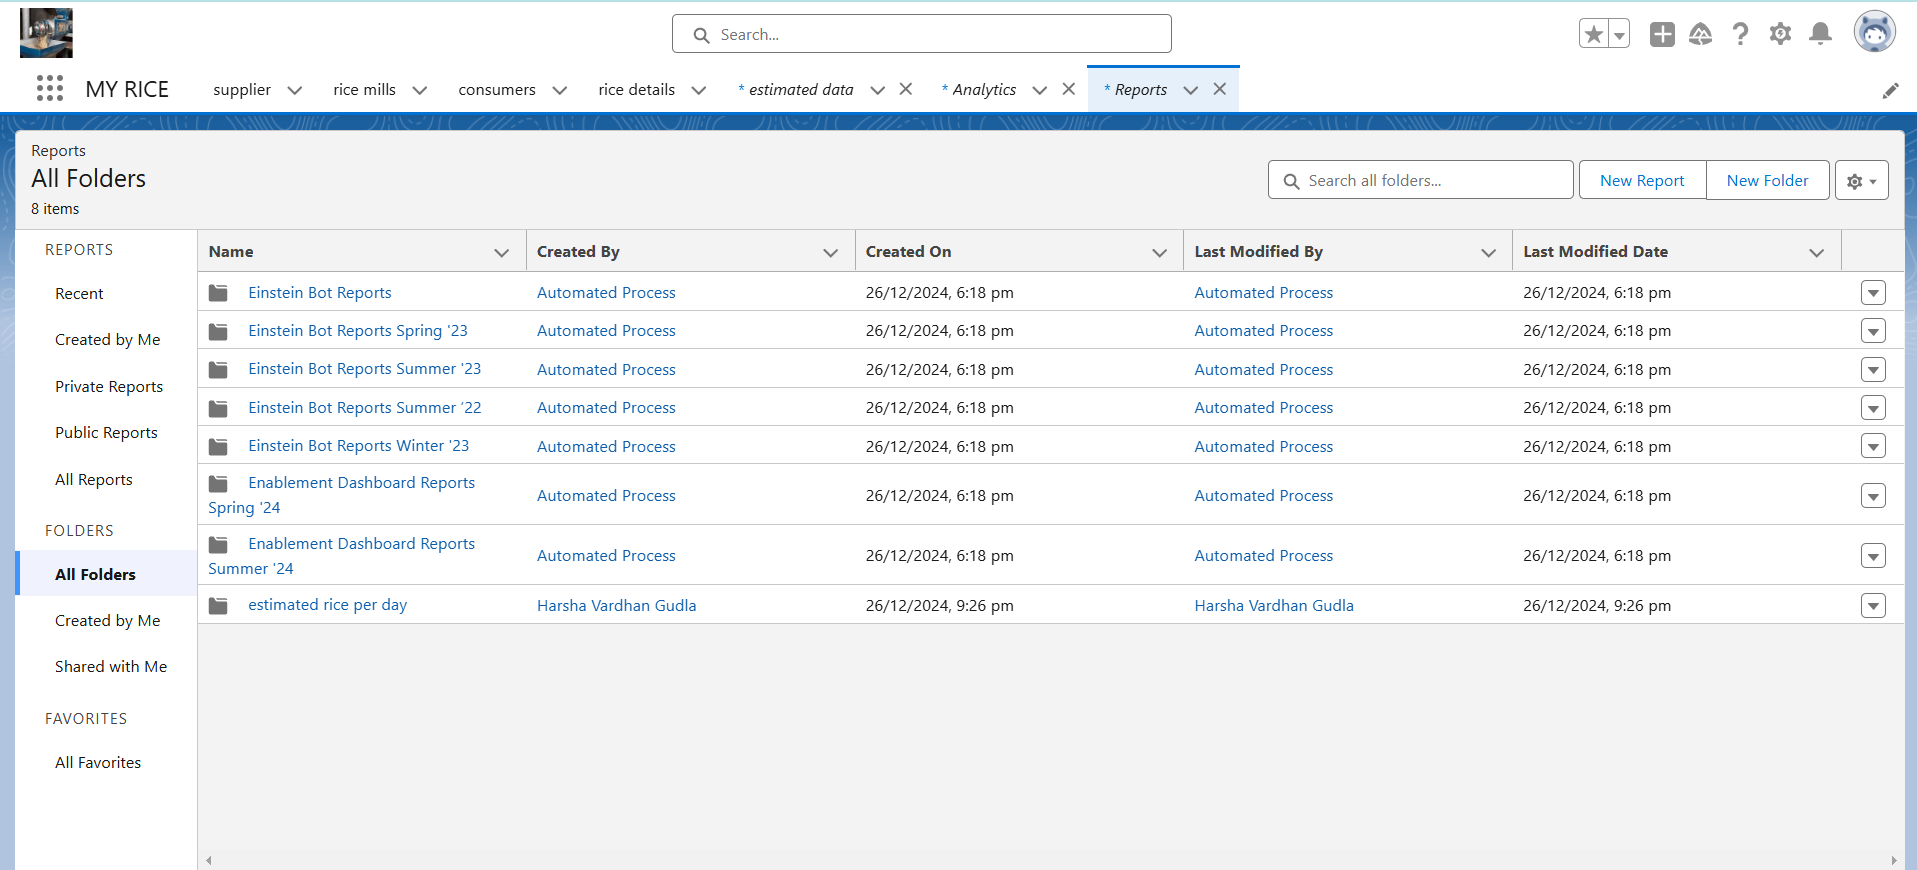 Search...
MY RICE supplier rice mills consumers rice details * estimated data * Analytics * Reports
Reports
All Folders
8 items
Search all folders... New Report New Folder
REPORTS
Recent
Created by Me
Private Reports
Public Reports
All Reports
FOLDERS
All Folders
Created by Me
Shared with Me
FAVORITES
All Favorites
Name Created By Created On Last Modified By Last Modified Date
Einstein Bot Reports Automated Process 26/12/2024, 6:18 pm Automated Process 26/12/2024, 6:18 pm
Einstein Bot Reports Spring '23 Automated Process 26/12/2024, 6:18 pm Automated Process 26/12/2024, 6:18 pm
Einstein Bot Reports Summer '23 Automated Process 26/12/2024, 6:18 pm Automated Process 26/12/2024, 6:18 pm
Einstein Bot Reports Summer ‘22 Automated Process 26/12/2024, 6:18 pm Automated Process 26/12/2024, 6:18 pm
Einstein Bot Reports Winter '23 Automated Process 26/12/2024, 6:18 pm Automated Process 26/12/2024, 6:18 pm
Enablement Dashboard Reports
Spring '24 Automated Process 26/12/2024, 6:18 pm Automated Process 26/12/2024, 6:18 pm
Enablement Dashboard Reports
Summer '24 Automated Process 26/12/2024, 6:18 pm Automated Process 26/12/2024, 6:18 pm
estimated rice per day Harsha Vardhan Gudla 26/12/2024, 9:26 pm Harsha Vardhan Gudla 26/12/2024, 9:26 pm